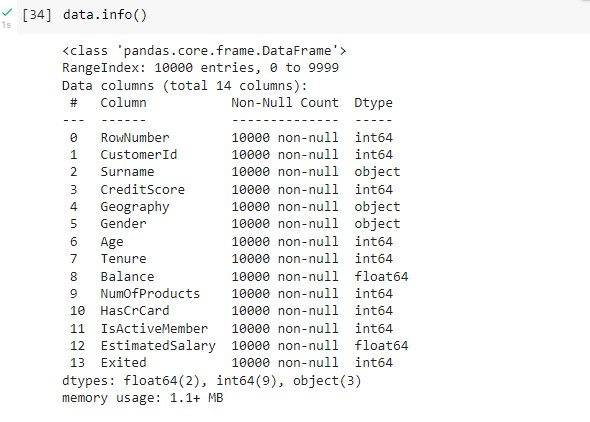 [34] data.info()
1s
<class 'pandas.core.frame.DataFrame'>
RangeIndex: 10000 entries, 0 to 9999
Data columns (total 14 columns):
 #   Column           Non-Null Count  Dtype
---  ------           --------------  -----
 0   RowNumber        10000 non-null  int64
 1   CustomerId       10000 non-null  int64
 2   Surname          10000 non-null  object
 3   CreditScore      10000 non-null  int64
 4   Geography        10000 non-null  object
 5   Gender           10000 non-null  object
 6   Age              10000 non-null  int64
 7   Tenure           10000 non-null  int64
 8   Balance          10000 non-null  float64
 9   NumOfProducts    10000 non-null  int64
 10  HasCrCard        10000 non-null  int64
 11  IsActiveMember   10000 non-null  int64
 12  EstimatedSalary  10000 non-null  float64
 13  Exited           10000 non-null  int64
dtypes: float64(2), int64(9), object(3)
memory usage: 1.1+ MB